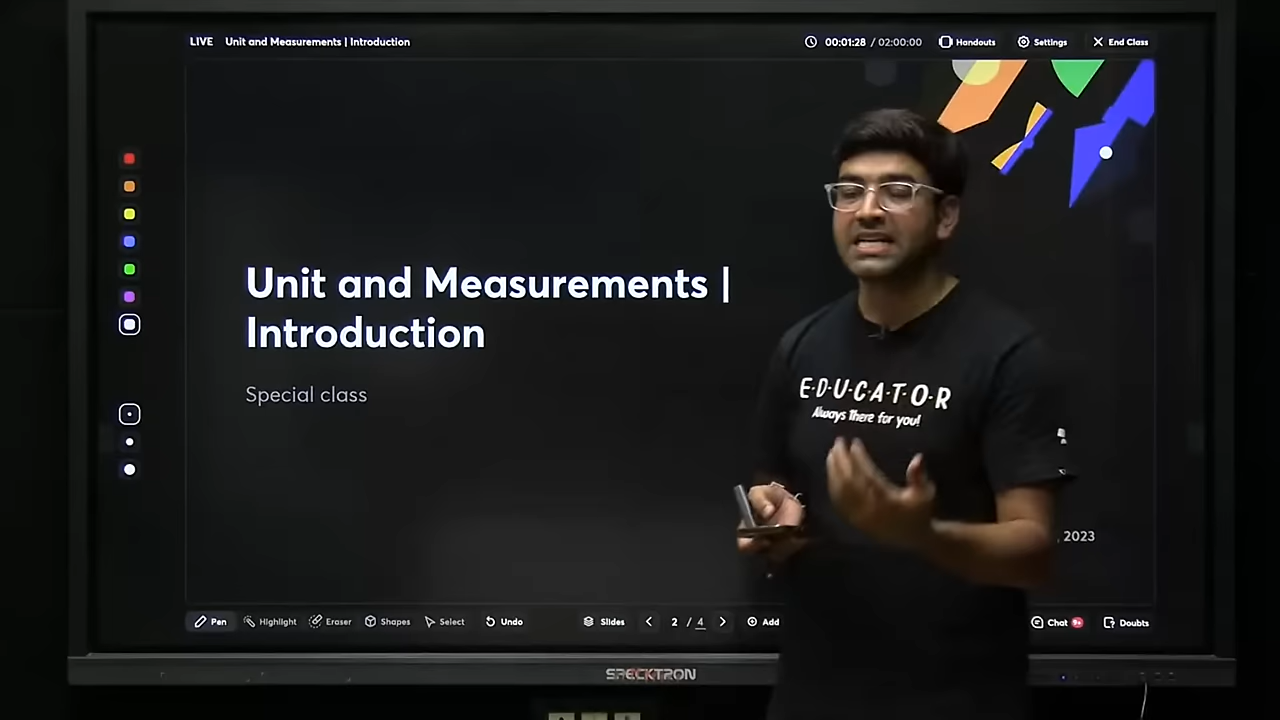 LIVE Unit and Measurements | Introduction
00:01:28 / 02:00:00 Handouts Settings End Class
Unit and Measurements |
Introduction
Special class
E·D·U·C·A·T·O·R
Always there for you!
, 2023
Pen Highlight Eraser Shapes Select Undo Slides 2 / 4 Add
Chat 9+ Doubts
SPECKTRON